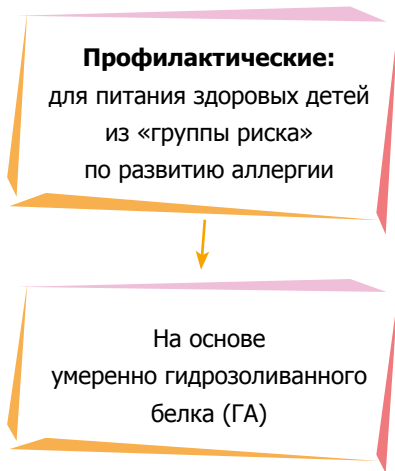 Профилактические:
для питания здоровых детей
из «группы риска»
по развитию аллергии
На основе
умеренно гидрозоливанного
белка (ГА)